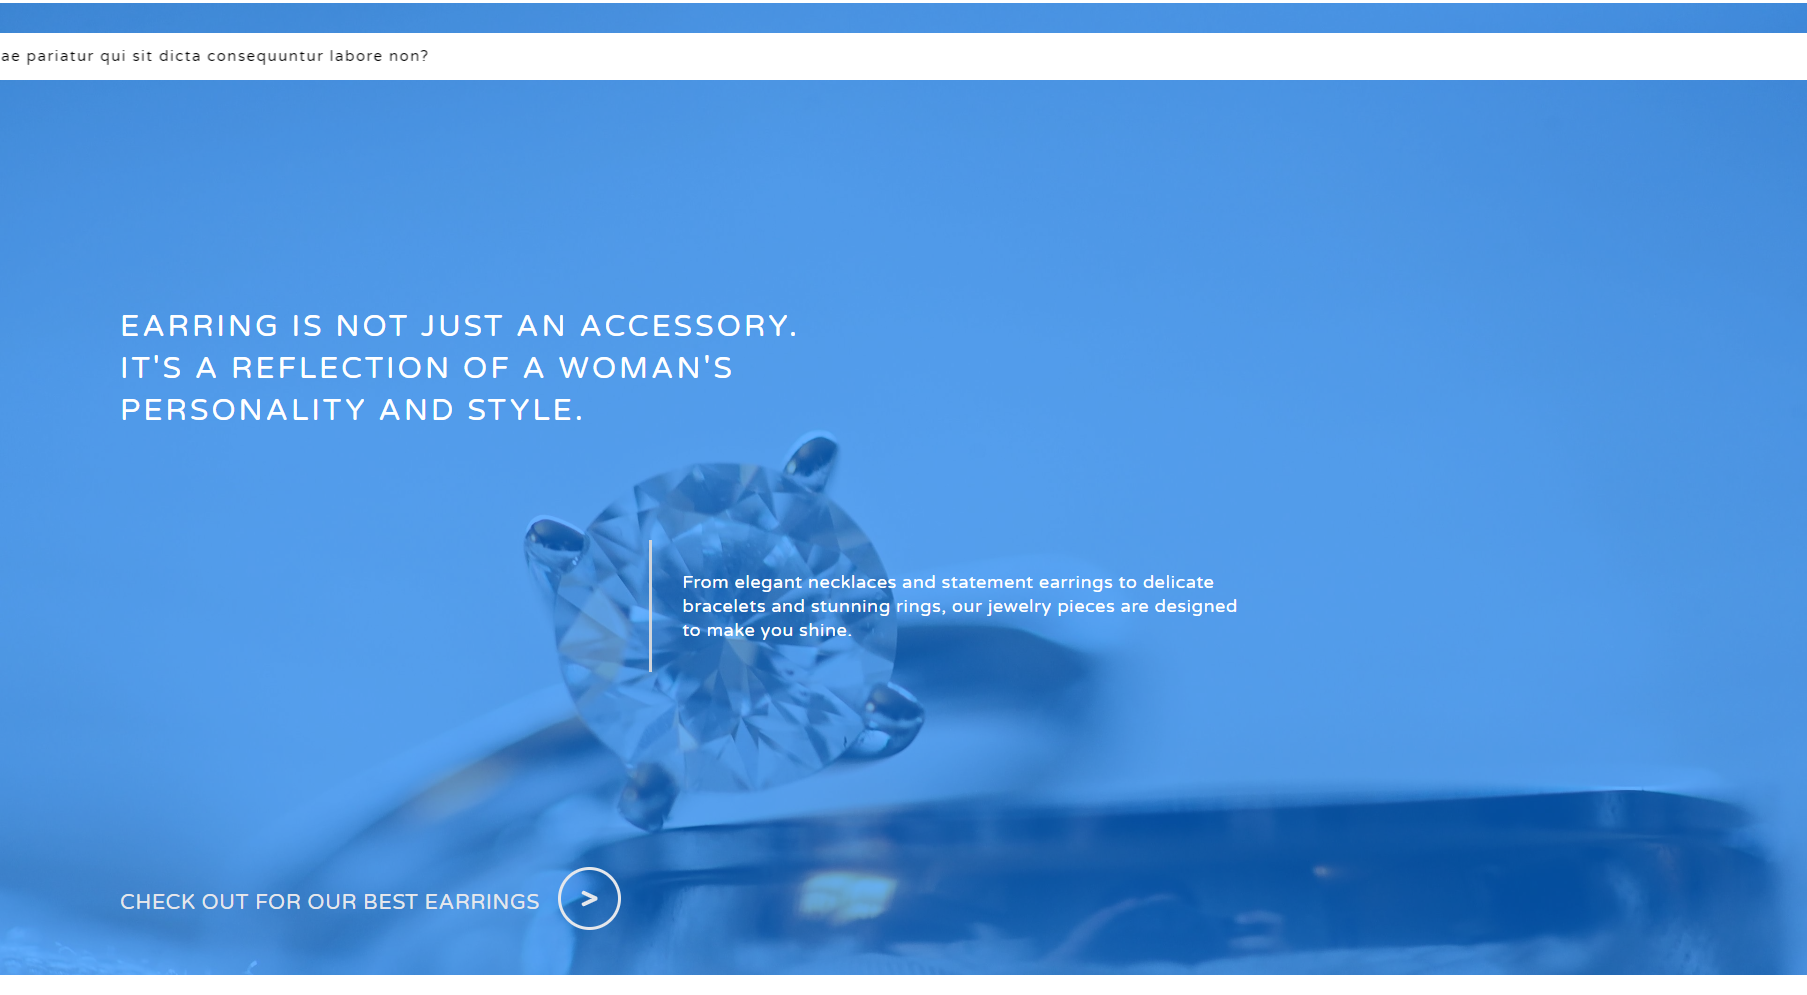 ae pariatur qui sit dicta consequuntur labore non?
EARRING IS NOT JUST AN ACCESSORY.
IT'S A REFLECTION OF A WOMAN'S
PERSONALITY AND STYLE.
From elegant necklaces and statement earrings to delicate
bracelets and stunning rings, our jewelry pieces are designed
to make you shine.
CHECK OUT FOR OUR BEST EARRINGS >